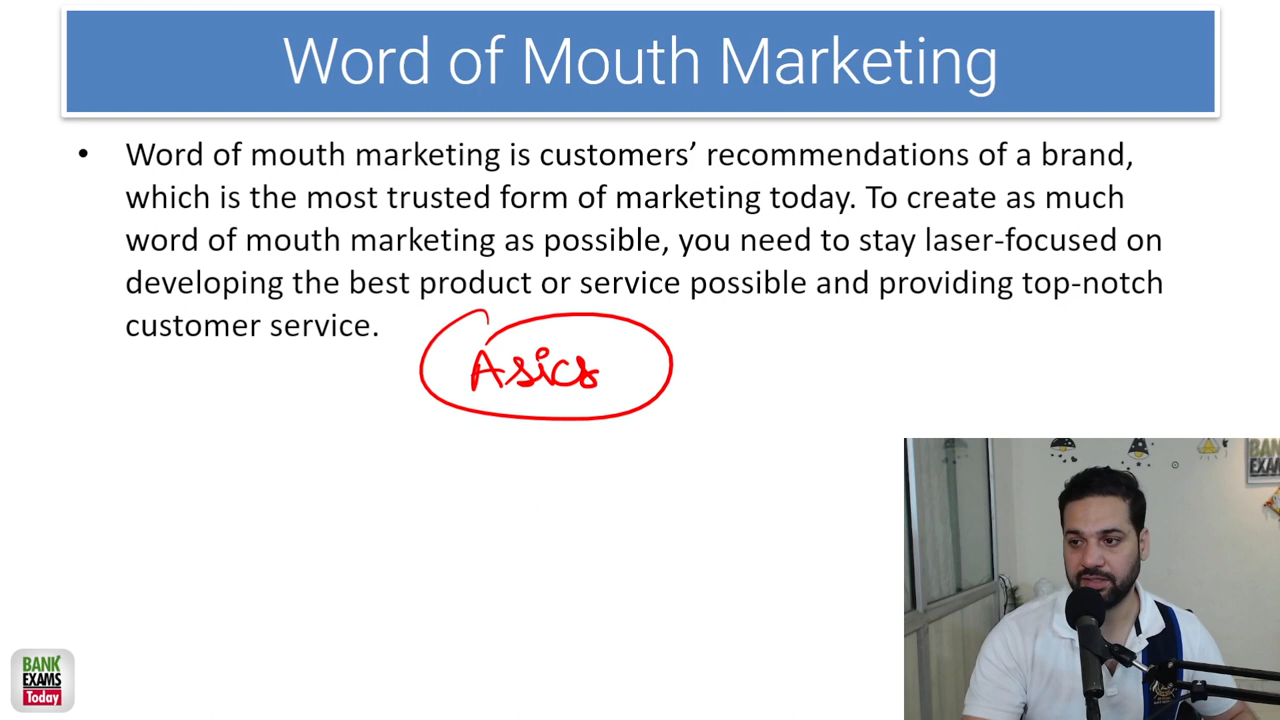 Word of Mouth Marketing
• Word of mouth marketing is customers’ recommendations of a brand,
which is the most trusted form of marketing today. To create as much
word of mouth marketing as possible, you need to stay laser-focused on
developing the best product or service possible and providing top-notch
customer service.
Asics
BANK
EXAM
BANK
EXAMS
Today